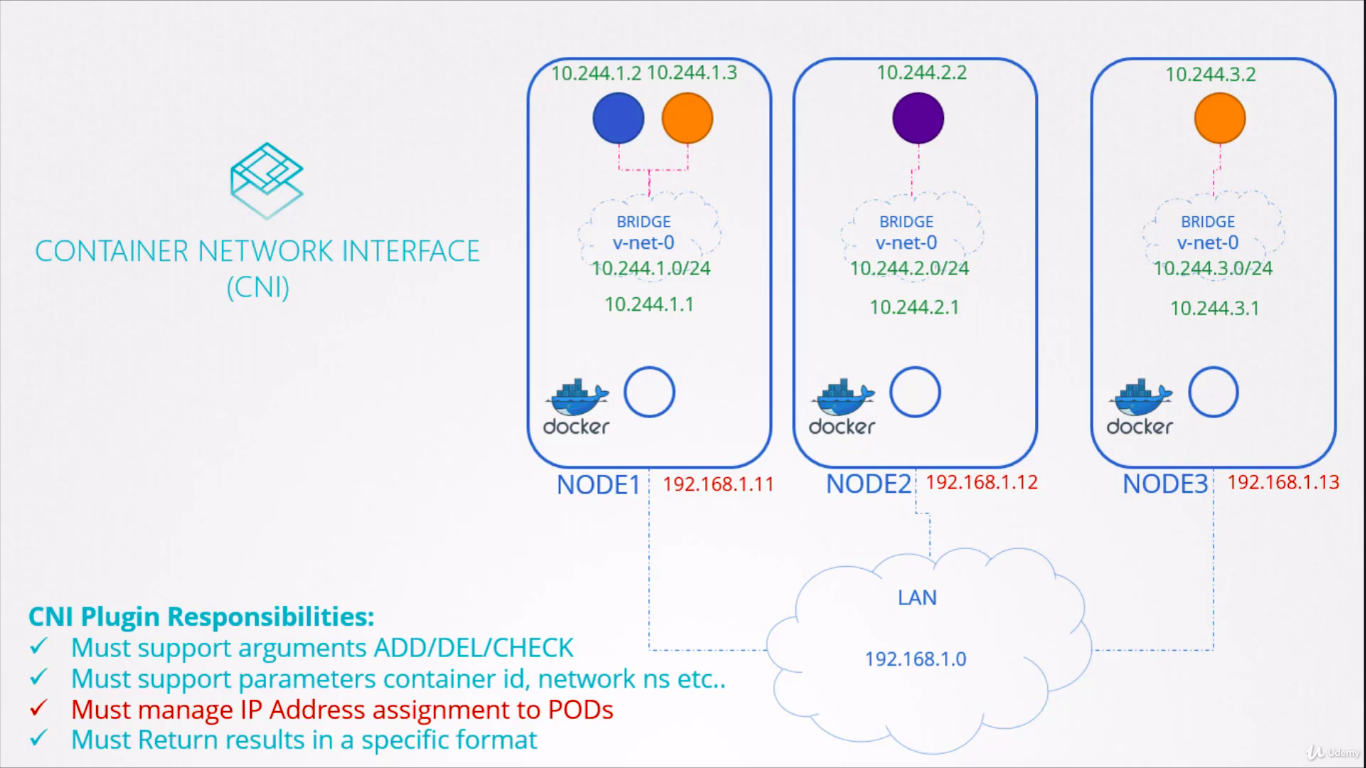 CONTAINER NETWORK INTERFACE
(CNI)
10.244.1.2 10.244.1.3
BRIDGE
v-net-0
10.244.1.0/24
10.244.1.1
docker
NODE1
192.168.1.11
10.244.2.2
BRIDGE
v-net-0
10.244.2.0/24
10.244.2.1
docker
NODE2
192.168.1.12
10.244.3.2
BRIDGE
v-net-0
10.244.3.0/24
10.244.3.1
docker
NODE3
192.168.1.13
LAN
192.168.1.0
CNI Plugin Responsibilities:
✓ Must support arguments ADD/DEL/CHECK
✓ Must support parameters container id, network ns etc..
✓ Must manage IP Address assignment to PODs
✓ Must Return results in a specific format
Udemy